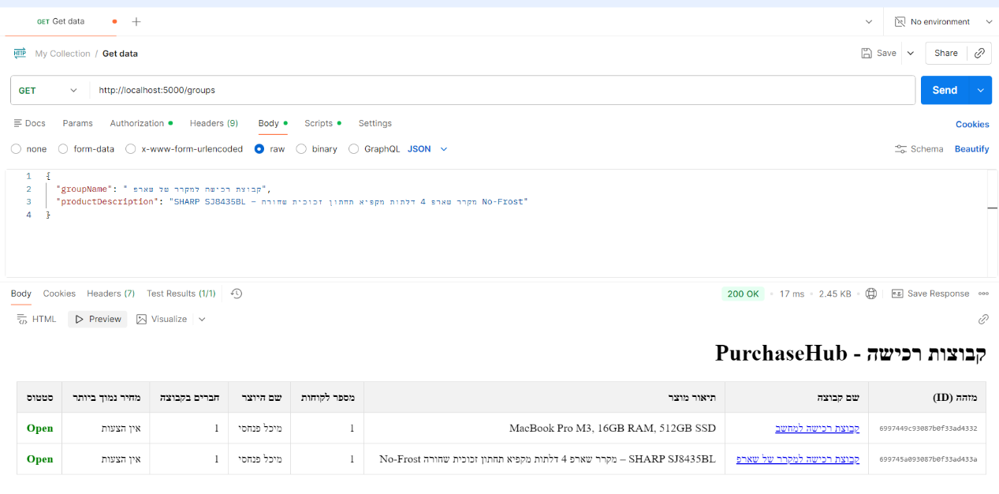 GET Get data
No environment
HTTP My Collection / Get data
Save
Share
GET http://localhost:5000/groups
Send
Docs Params Authorization Headers (9) Body Scripts Settings Cookies
none form-data x-www-form-urlencoded raw binary GraphQL JSON Schema Beautify
1 {
2 "groupName": " קבוצת רכישה למקרר של שארפ",
3 "productDescription": "SHARP SJ8435BL – מקרר שארפ 4 דלתות מקפיא תחתון זכוכית שחורה No-Frost"
4 }
Body Cookies Headers (7) Test Results (1/1) 200 OK • 17 ms • 2.45 KB e.g. Save Response
HTML Preview Visualize
קבוצות רכישה - PurchaseHub
מזהה (ID) שם קבוצה תיאור מוצר מספר לקוחות שם היוצר חברים בקבוצה מחיר נמוך ביותר סטטוס
6997449c93087b0f33ad4332 קבוצת רכישה למחשב MacBook Pro M3, 16GB RAM, 512GB SSD 1 מיכל פנחסי 1 אין הצעות Open
699745a093087b0f33ad433a קבוצת רכישה למקרר של שארפ SHARP SJ8435BL – מקרר שארפ 4 דלתות מקפיא תחתון זכוכית שחורה No-Frost 1 מיכל פנחסי 1 אין הצעות Open